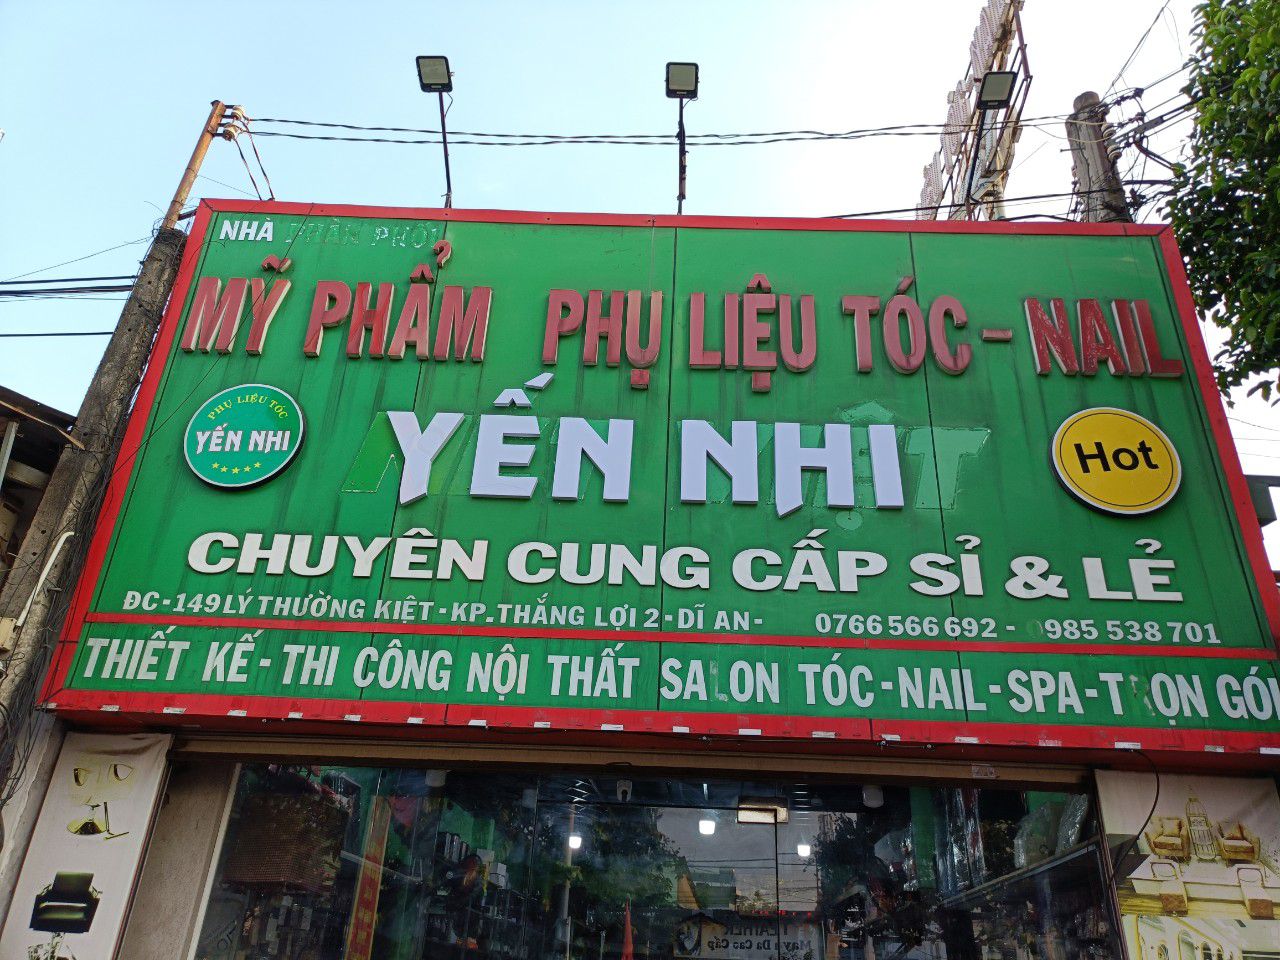 NHÀ PHÂN PHỐI
MỸ PHẨM PHỤ LIỆU TÓC - NAIL
PHỤ LIỆU TÓC
YẾN NHI
YẾN NHI
Hot
CHUYÊN CUNG CẤP SỈ & LẺ
ĐC - 149 LÝ THƯỜNG KIỆT - KP. THẮNG LỢI 2 - DĨ AN - 0766 566 692 - 0985 538 701
THIẾT KẾ - THI CÔNG NỘI THẤT SALON TÓC - NAIL - SPA - TRỌN GÓI